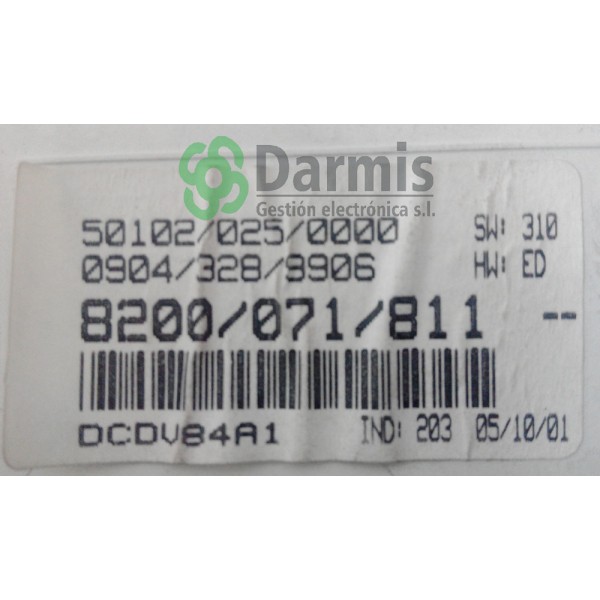 Darmis
Gestión electrónica s.l.
50102/025/0000 SW: 310
0904/328/9906 HW: ED
8200/071/811 --
DCDV84A1 IND: 203 05/10/01